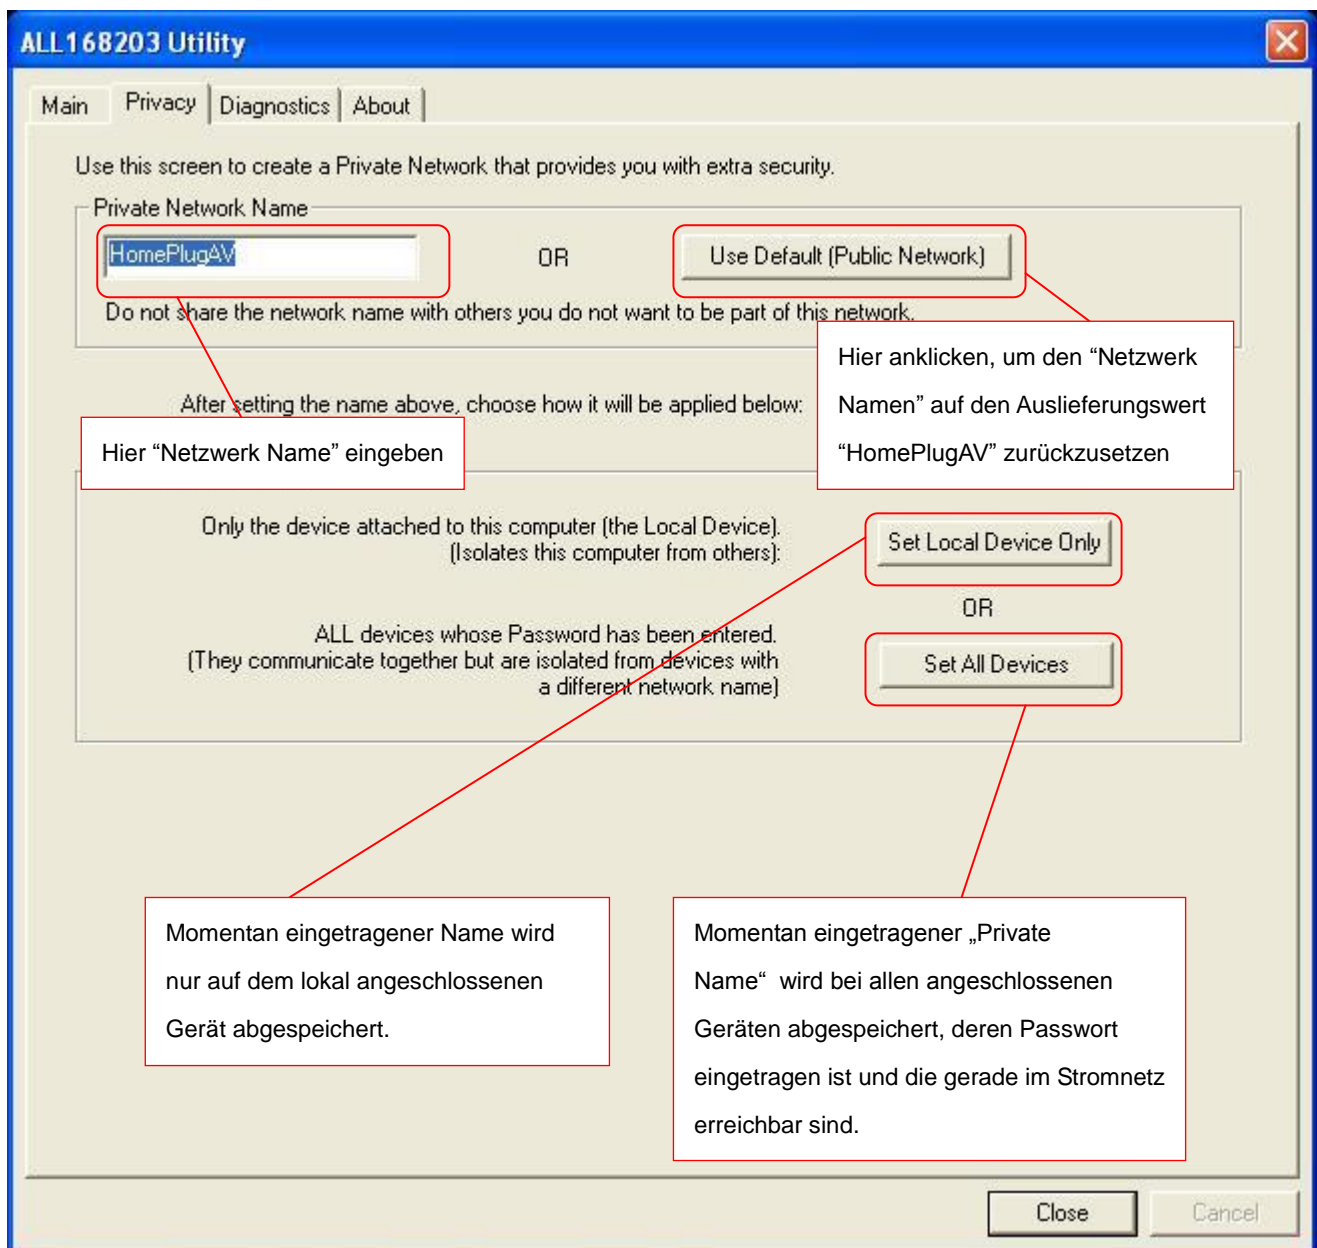 ALL168203 Utility
Main Privacy Diagnostics About
Use this screen to create a Private Network that provides you with extra security.
Private Network Name
HomePlugAV OR Use Default (Public Network)
Do not share the network name with others you do not want to be part of this network.
Hier anklicken, um den “Netzwerk
Namen” auf den Auslieferungswert
“HomePlugAV” zurückzusetzen
After setting the name above, choose how it will be applied below:
Hier “Netzwerk Name” eingeben
Only the device attached to this computer (the Local Device).
(Isolates this computer from others):
Set Local Device Only
OR
ALL devices whose Password has been entered.
(They communicate together but are isolated from devices with
a different network name)
Set All Devices
Momentan eingetragener Name wird
nur auf dem lokal angeschlossenen
Gerät abgespeichert.
Momentan eingetragener „Private
Name“ wird bei allen angeschlossenen
Geräten abgespeichert, deren Passwort
eingetragen ist und die gerade im Stromnetz
erreichbar sind.
Close Cancel